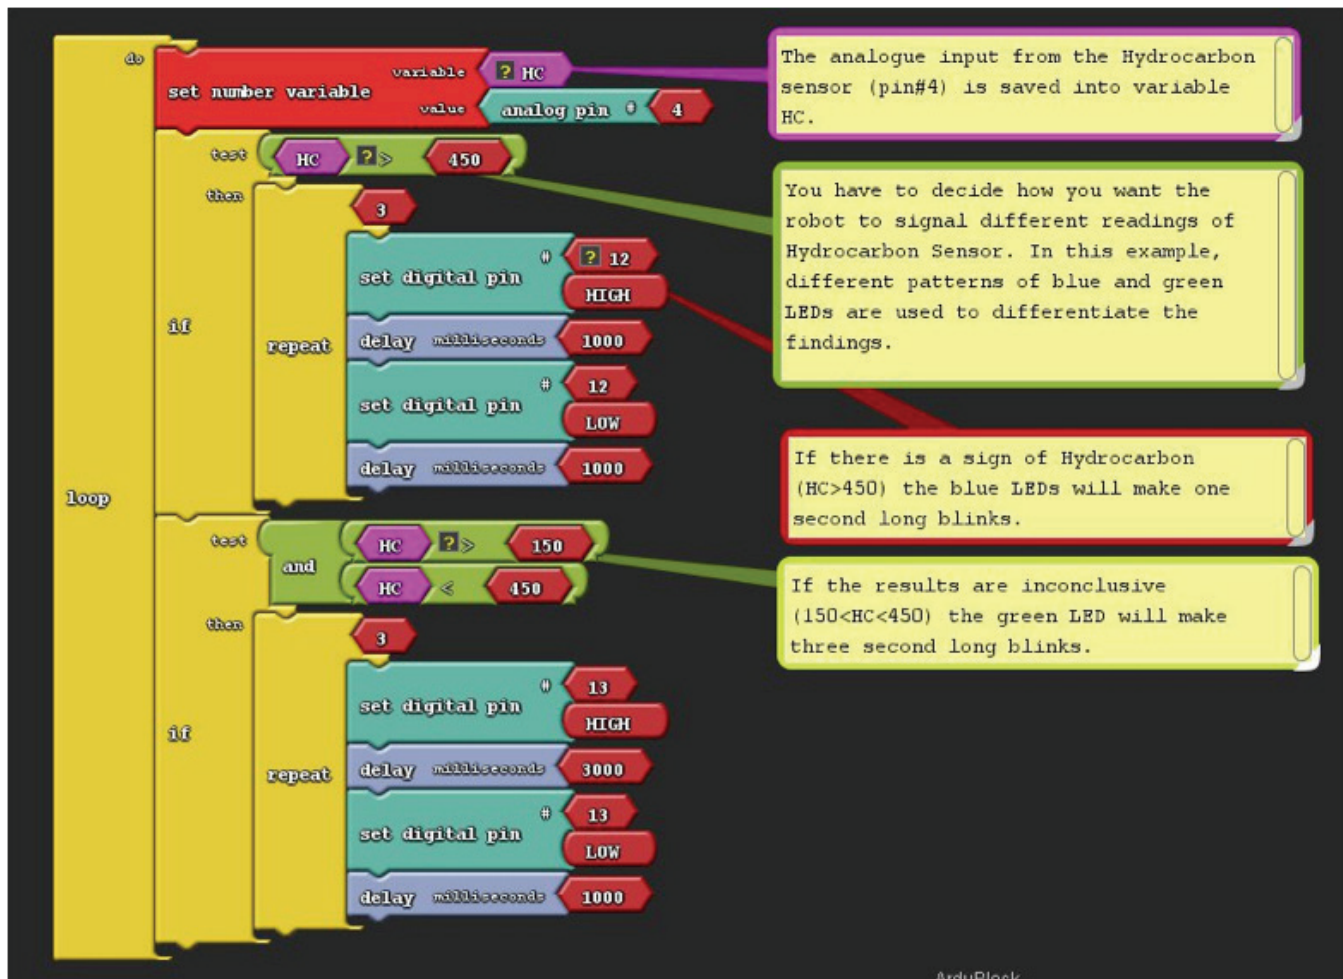 do
variable ? HC
set number variable
value analog pin # 4
test HC ? > 450
then
3
# ? 12
set digital pin
HIGH
if
repeat
delay milliseconds 1000
# 12
set digital pin
LOW
delay milliseconds 1000
loop
test HC ? > 150
and
HC < 450
then
3
# 13
set digital pin
HIGH
if
delay milliseconds 3000
repeat
# 13
set digital pin
LOW
delay milliseconds 1000
The analogue input from the Hydrocarbon
sensor (pin#4) is saved into variable
HC.
You have to decide how you want the
robot to signal different readings of
Hydrocarbon Sensor. In this example,
different patterns of blue and green
LEDs are used to differentiate the
findings.
If there is a sign of Hydrocarbon
(HC>450) the blue LEDs will make one
second long blinks.
If the results are inconclusive
(150<HC<450) the green LED will make
three second long blinks.
ArduBlock